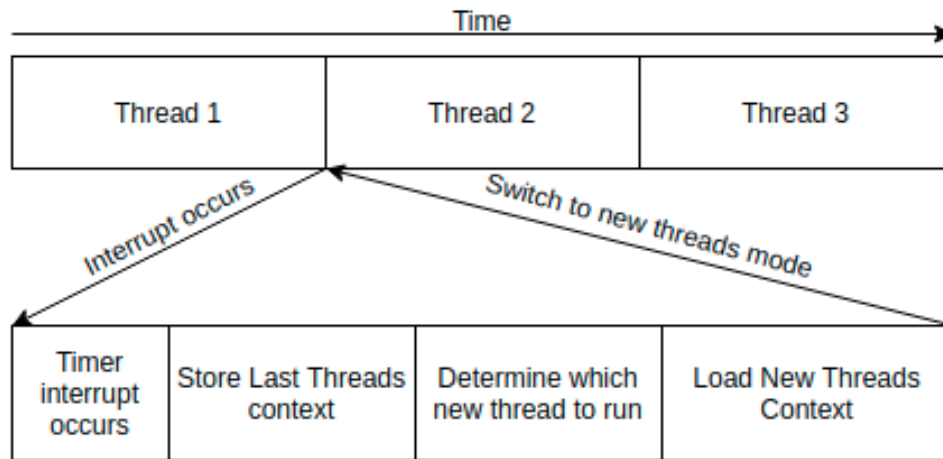 Time
Thread 1
Thread 2
Thread 3
Interrupt occurs
Switch to new threads mode
Timer
interrupt
occurs
Store Last Threads
context
Determine which
new thread to run
Load New Threads
Context